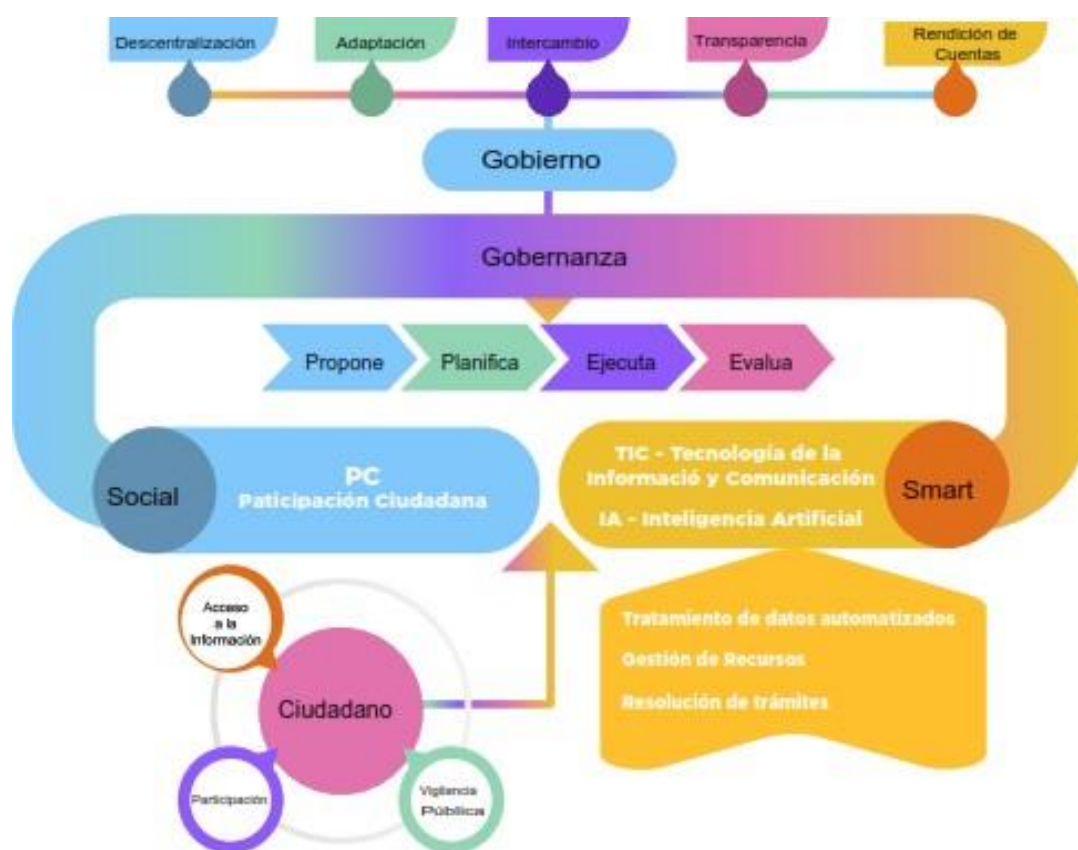 Descentralización
Adaptación
Intercambio
Transparencia
Rendición de
Cuentas
Gobierno
Gobernanza
Propone
Planifica
Ejecuta
Evalua
Social
PC
Paticipación Ciudadana
TIC - Tecnología de la
Informació y Comunicación
IA - Inteligencia Artificial
Smart
Acceso
a la
Información
Ciudadano
Participación
Vigilancia
Pública
Tratamiento de datos automatizados
Gestión de Recursos
Resolución de trámites